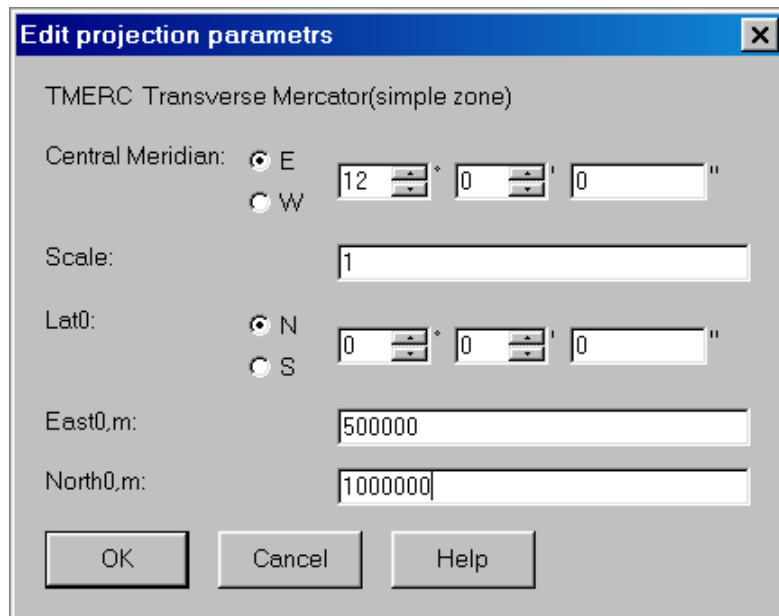 Edit projection parametrs
TMERC Transverse Mercator(simple zone)
Central Meridian: E 12 ° 0 ' 0 "
W
Scale: 1
Lat0: N 0 ° 0 ' 0 "
S
East0,m: 500000
North0,m: 1000000
OK Cancel Help